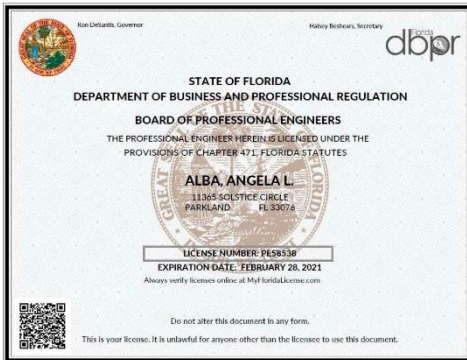 Ron DeSantis, Governor
Halsey Beshears, Secretary
Florida
dbpr
STATE OF FLORIDA
DEPARTMENT OF BUSINESS AND PROFESSIONAL REGULATION
BOARD OF PROFESSIONAL ENGINEERS
THE PROFESSIONAL ENGINEER HEREIN IS LICENSED UNDER THE
PROVISIONS OF CHAPTER 471, FLORIDA STATUTES
ALBA, ANGELA L.
11365 SOLSTICE CIRCLE
PARKLAND FL 33076
LICENSE NUMBER: PE58538
EXPIRATION DATE: FEBRUARY 28, 2021
Always verify licenses online at MyFloridaLicense.com
Do not alter this document in any form.
This is your license. It is unlawful for anyone other than the licensee to use this document.